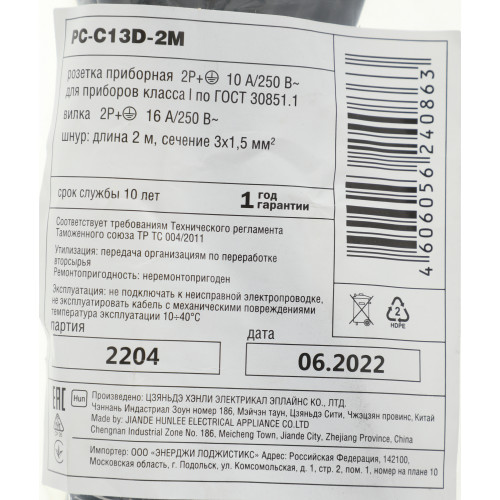 PC-C13D-2M
розетка приборная 2P+ 10 А/250 В~
для приборов класса I по ГОСТ 30851.1
вилка 2P+ 16 А/250 В~
шнур: длина 2 м, сечение 3х1,5 мм²
срок службы 10 лет
1 год гарантии
Соответствует требованиям Технического регламента
Таможенного союза ТР ТС 004/2011
Утилизация: передача организациям по переработке
вторсырья
Ремонтопригодность: неремонтопригоден
Эксплуатация: не подключать к неисправной электропроводке,
не эксплуатировать кабель с механическими повреждениями
температура эксплуатации 10÷40°C
4 606056 240863
2
HDPE
партия
дата
2204
06.2022
EAC
Hun
Произведено: ЦЗЯНЬДЭ ХЭНЛИ ЭЛЕКТРИКАЛ ЭПЛАЙНС КО., ЛТД.
Чэннань Индастриал Зоун номер 186, Мэйчэн таун, Цзяньдэ Сити, Чжэцзян провинс, Китай
Made by: JIANDE HUNLEE ELECTRICAL APPLIANCE CO.LTD
Chengnan Industrial Zone No. 186, Meicheng Town, Jiande City, Zhejiang Province, China
Импортер: ООО «ЭНЕРДЖИ ЛОДЖИСТИКС» Адрес: Российская Федерация, 142100,
Московская область, г. Подольск, ул. Комсомольская, д. 1, стр. 2, пом. 1, номер на плане 10